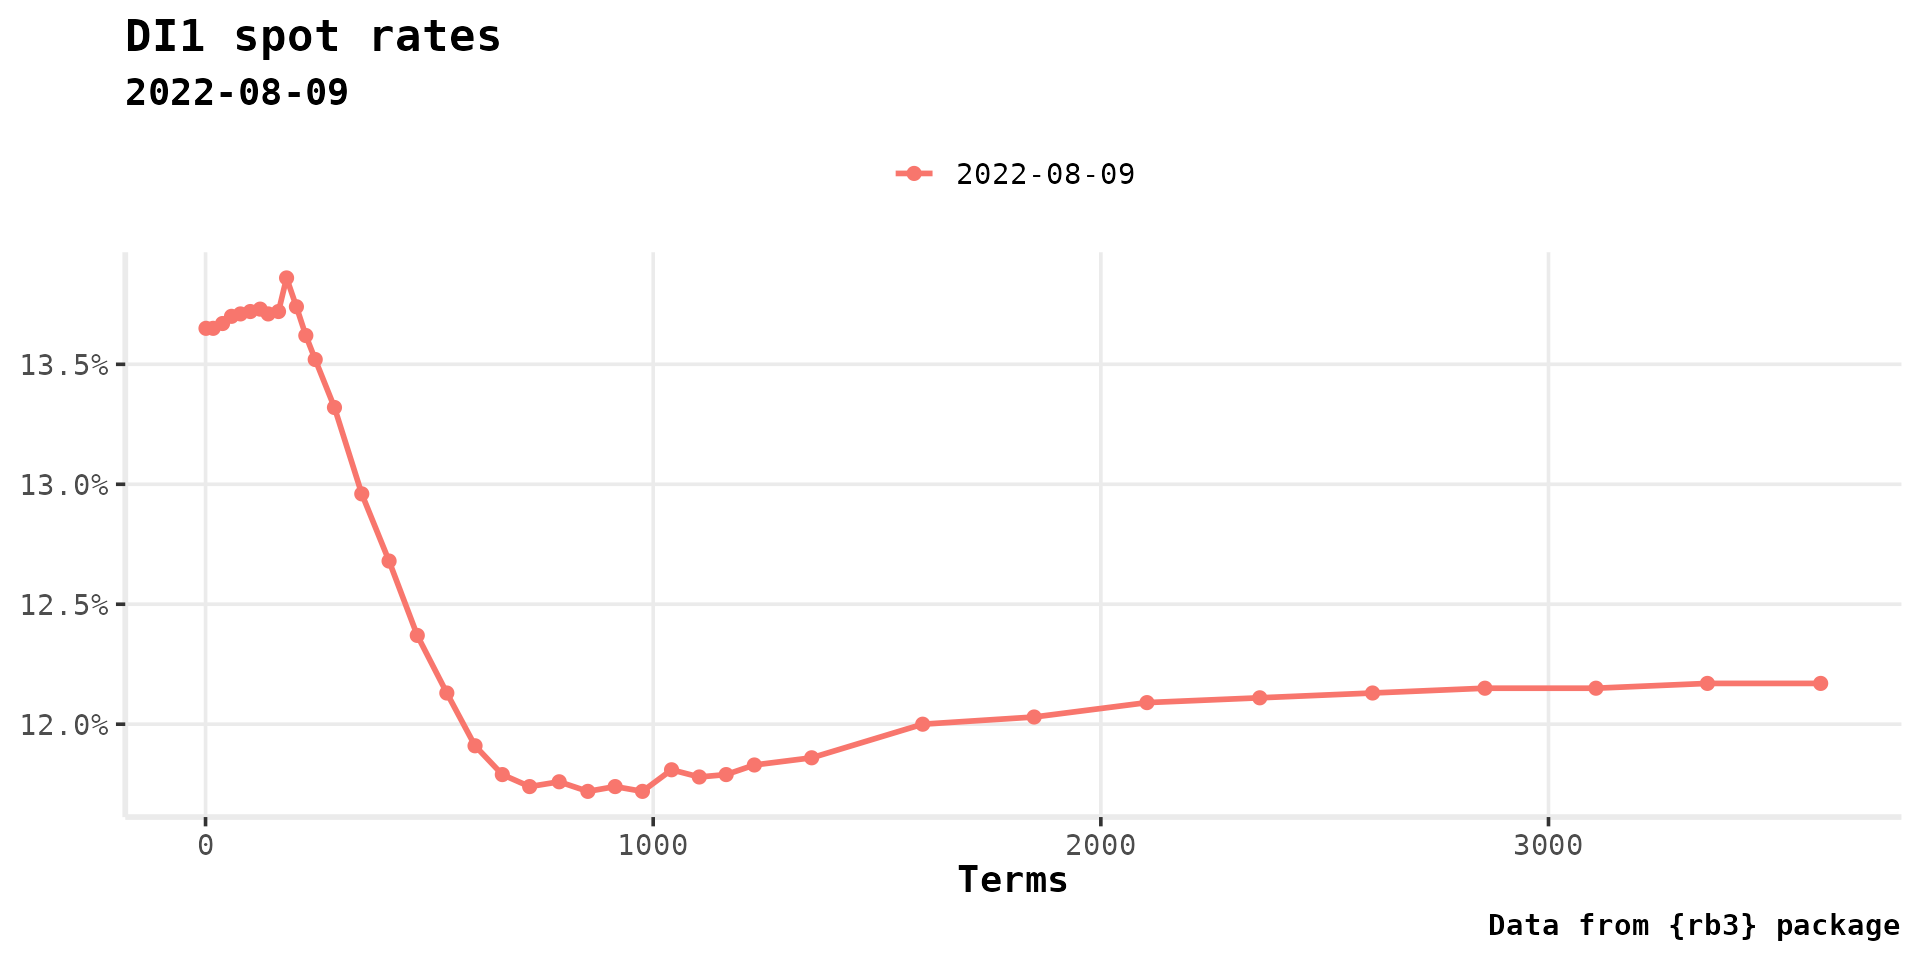 DI1 spot rates
2022-08-09
2022-08-09
13.5%
13.0%
12.5%
12.0%
0 1000 2000 3000
Terms
Data from {rb3} package